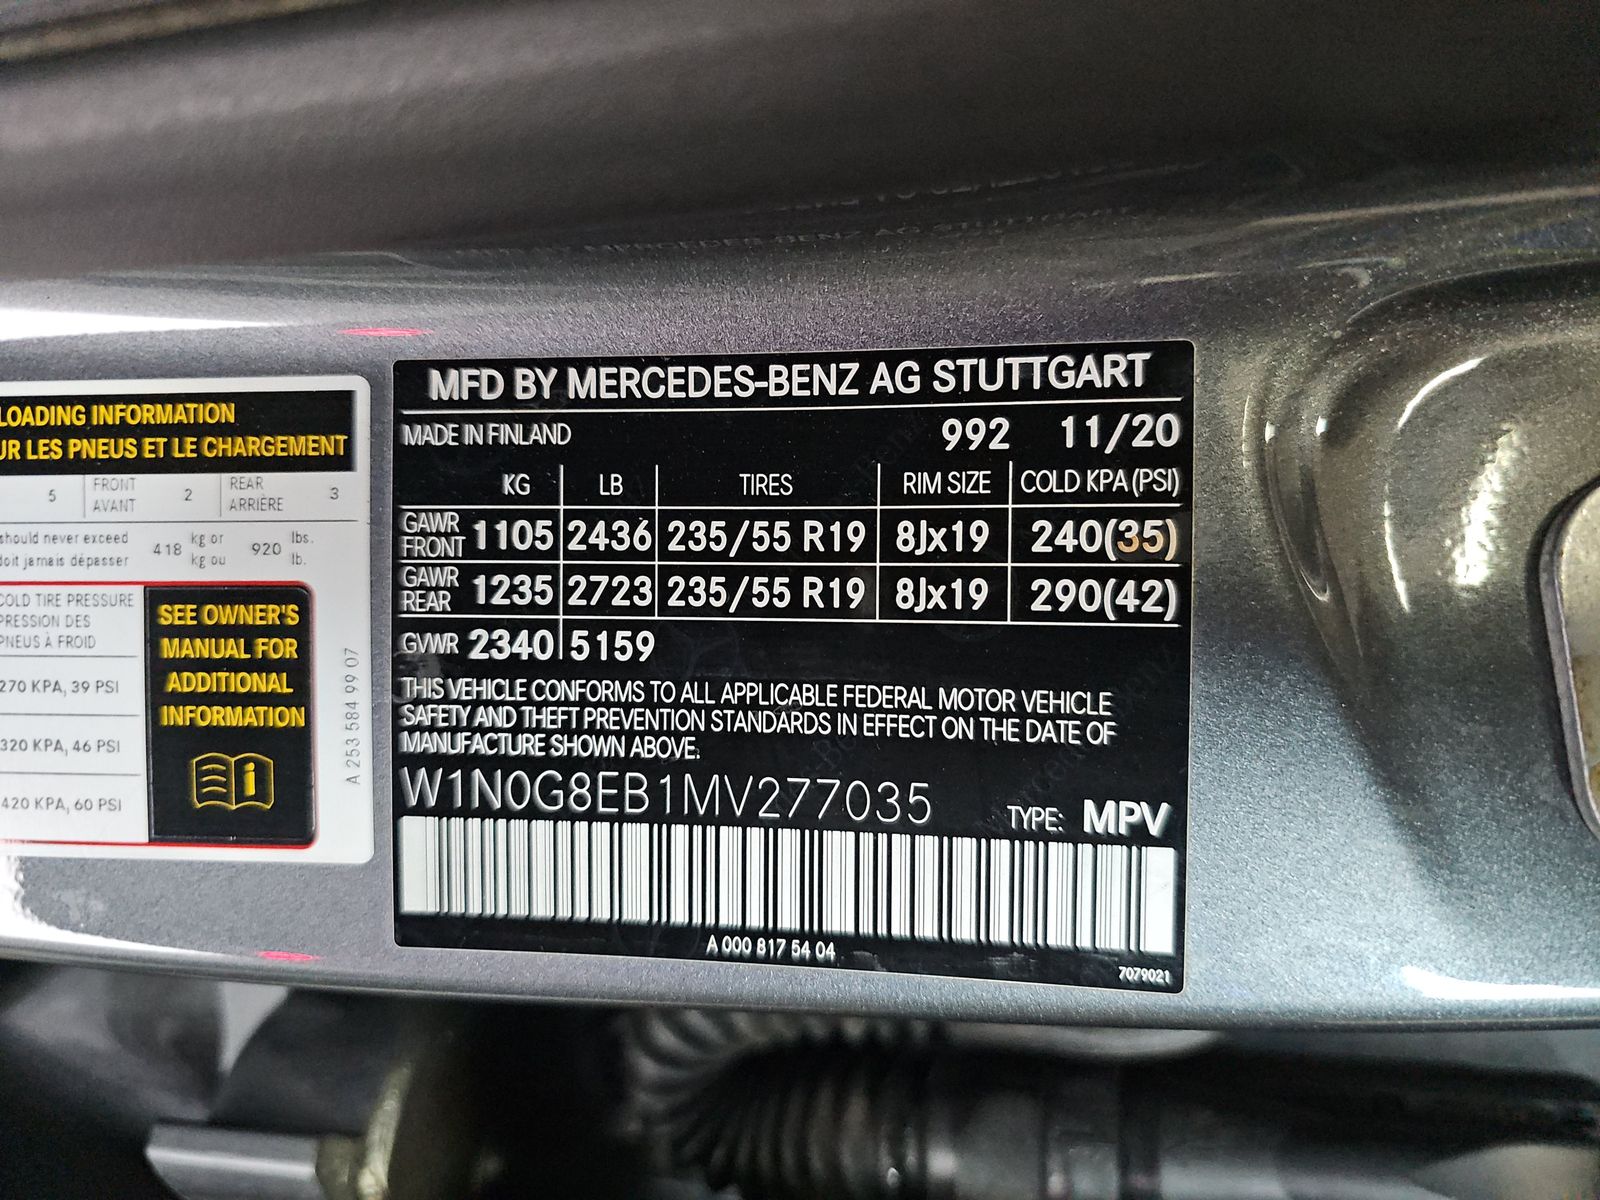 LOADING INFORMATION
UR LES PNEUS ET LE CHARGEMENT
5 FRONT AVANT 2 REAR ARRIÈRE 3
should never exceed
doit jamais dépasser
418 kg or kg ou 920 lbs. lb.
COLD TIRE PRESSURE
PRESSION DES
PNEUS À FROID
270 KPA, 39 PSI
320 KPA, 46 PSI
420 KPA, 60 PSI
SEE OWNER'S
MANUAL FOR
ADDITIONAL
INFORMATION
A 253 584 99 07
MFD BY MERCEDES-BENZ AG STUTTGART
MADE IN FINLAND 992 11/20
KG LB TIRES RIM SIZE COLD KPA (PSI)
GAWR FRONT 1105 2436 235/55 R19 8Jx19 240(35)
GAWR REAR 1235 2723 235/55 R19 8Jx19 290(42)
GVWR 2340 5159
THIS VEHICLE CONFORMS TO ALL APPLICABLE FEDERAL MOTOR VEHICLE
SAFETY AND THEFT PREVENTION STANDARDS IN EFFECT ON THE DATE OF
MANUFACTURE SHOWN ABOVE.
W1N0G8EB1MV277035 TYPE: MPV
A 000 817 54 04
7079021